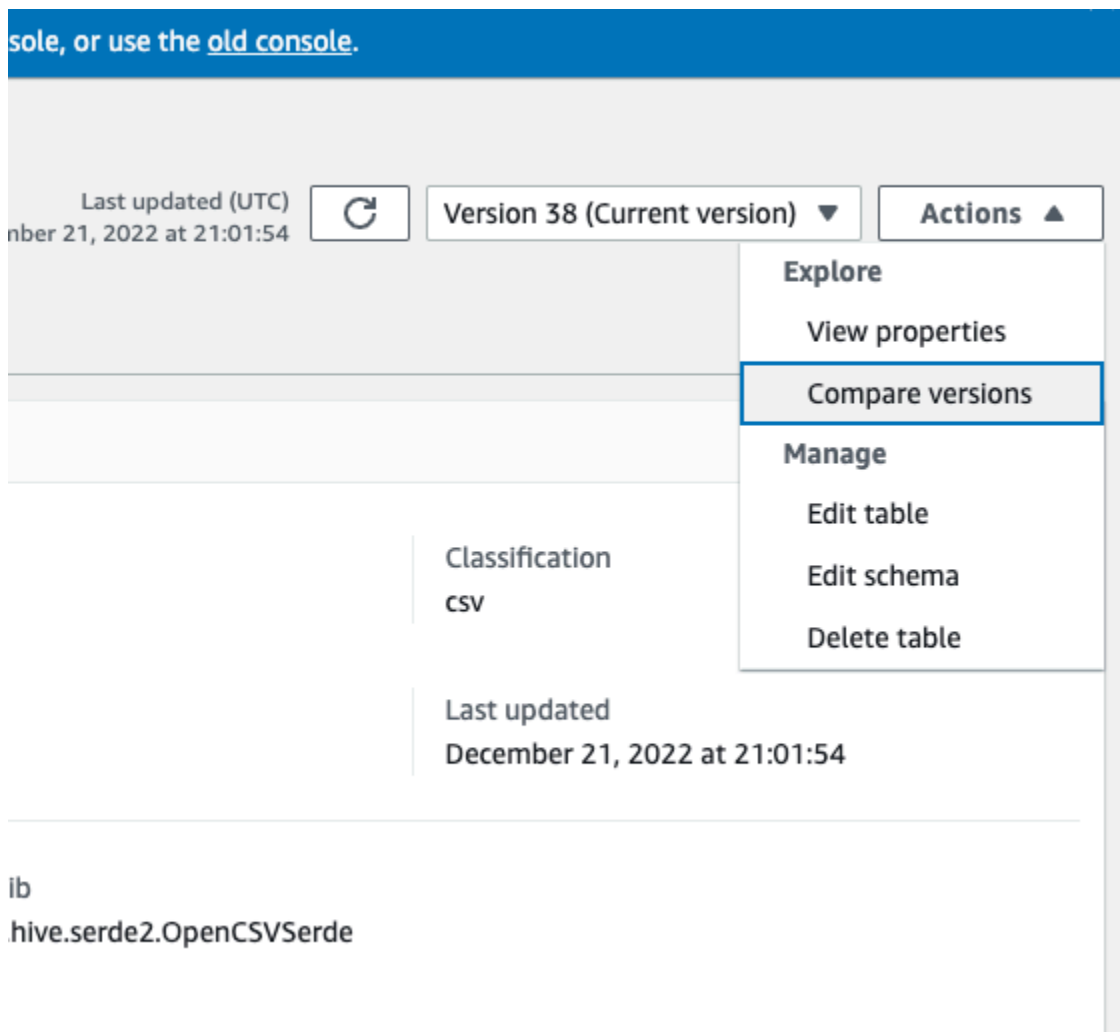 sole, or use the old console.
Last updated (UTC)
nber 21, 2022 at 21:01:54
Version 38 (Current version)
Actions
Explore
View properties
Compare versions
Manage
Edit table
Edit schema
Delete table
Classification
csv
Last updated
December 21, 2022 at 21:01:54
ib
.hive.serde2.OpenCSVSerde